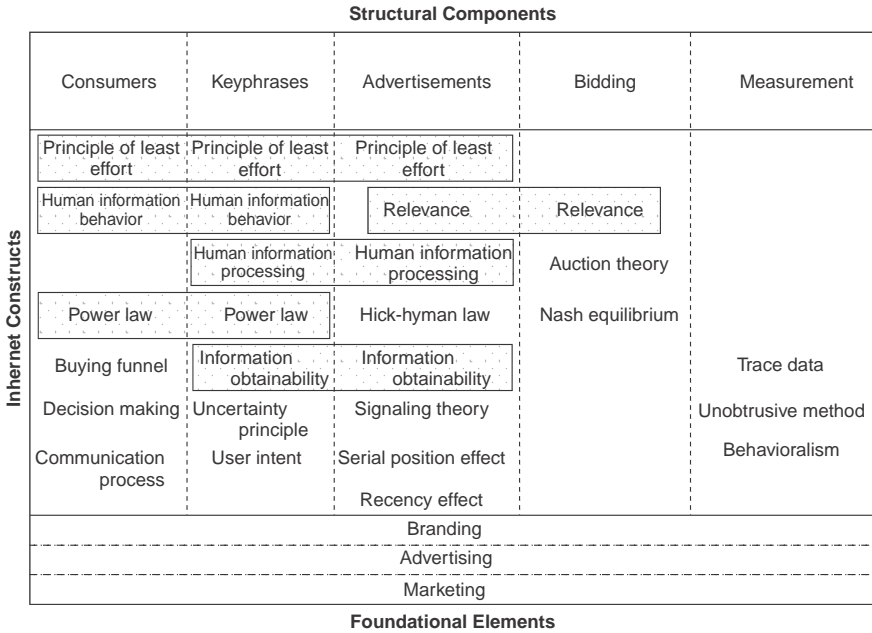 Structural Components
Consumers Keyphrases Advertisements Bidding Measurement
Inhernet Constructs
Principle of least
effort
Principle of least
effort
Principle of least
effort
Human information
behavior
Human information
behavior
Relevance Relevance
Human information
processing
Human information
processing
Auction theory
Power law Power law Hick-hyman law Nash equilibrium
Buying funnel
Information
obtainability
Information
obtainability
Trace data
Decision making
Uncertainty
principle
Signaling theory
Unobtrusive method
Communication
process
User intent
Serial position effect
Behavioralism
Recency effect
Branding
Advertising
Marketing
Foundational Elements